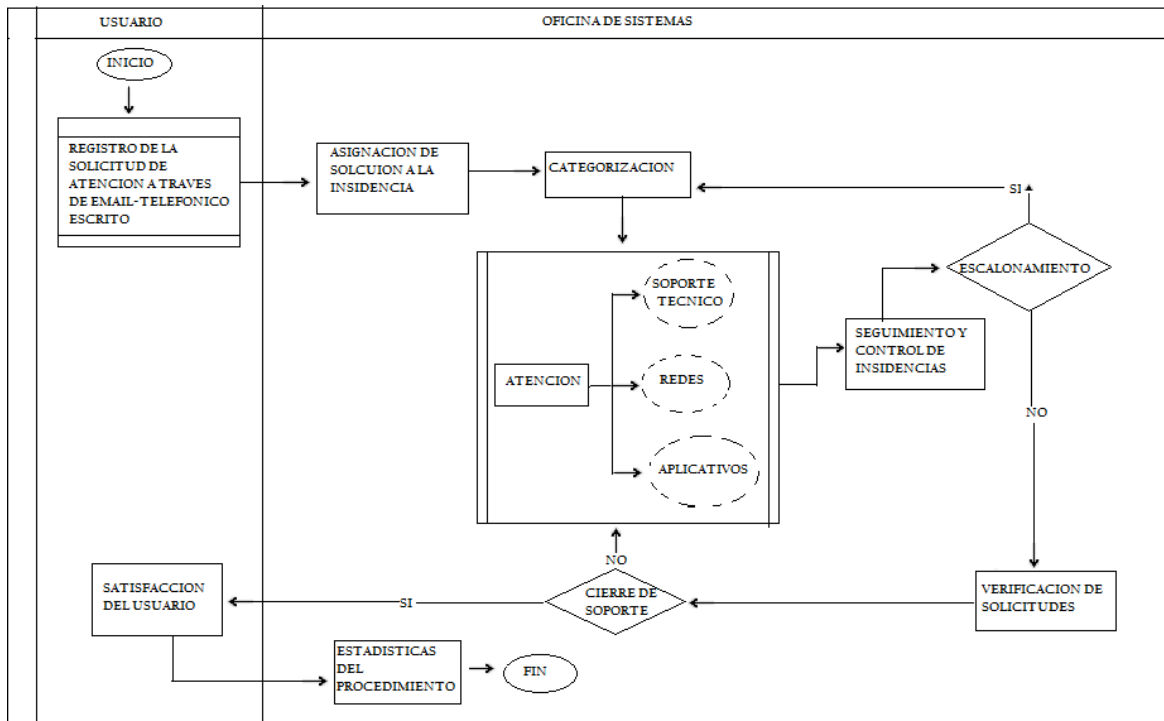 USUARIO
OFICINA DE SISTEMAS
INICIO
REGISTRO DE LA
SOLICITUD DE
ATENCION A TRAVES
DE EMAIL-TELEFONICO
ESCRITO
ASIGNACION DE
SOLCUION A LA
INSIDENCIA
CATEGORIZACION
SI
ESCALONAMIENTO
SOPORTE
TECNICO
ATENCION
REDES
APLICATIVOS
SEGUIMIENTO Y
CONTROL DE
INSIDENCIAS
NO
VERIFICACION DE
SOLICITUDES
NO
CIERRE DE
SOPORTE
SI
SATISFACCION
DEL USUARIO
ESTADISTICAS
DEL
PROCEDIMIENTO
FIN